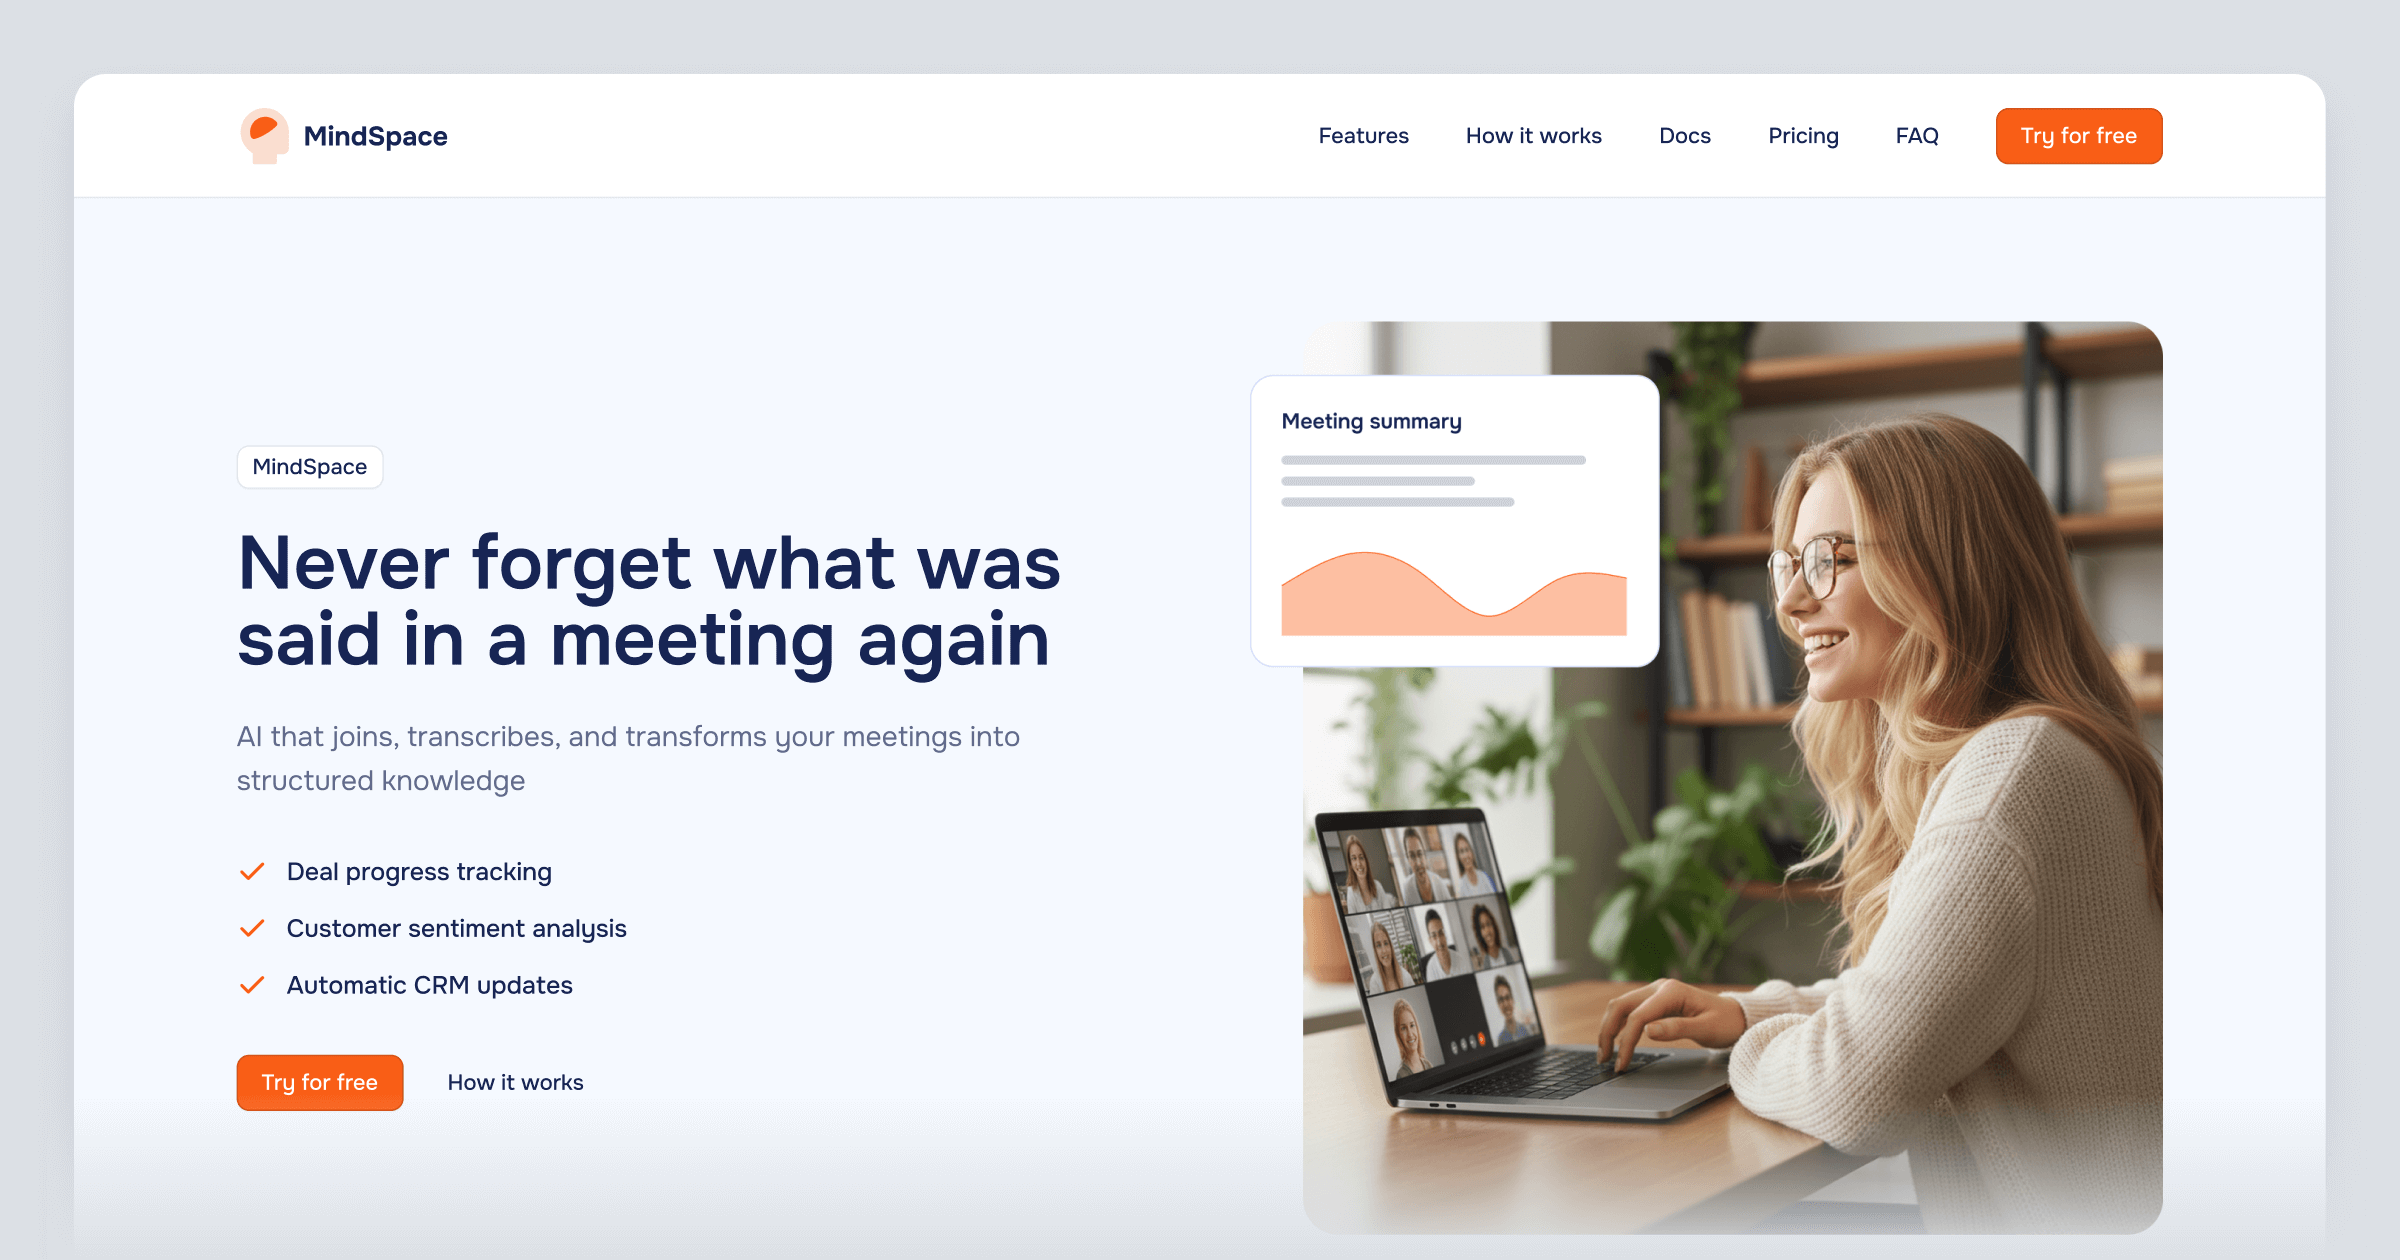 MindSpace
Features
How it works
Docs
Pricing
FAQ
Try for free
MindSpace
Never forget what was
said in a meeting again
AI that joins, transcribes, and transforms your meetings into
structured knowledge
Deal progress tracking
Customer sentiment analysis
Automatic CRM updates
Try for free
How it works
Meeting summary